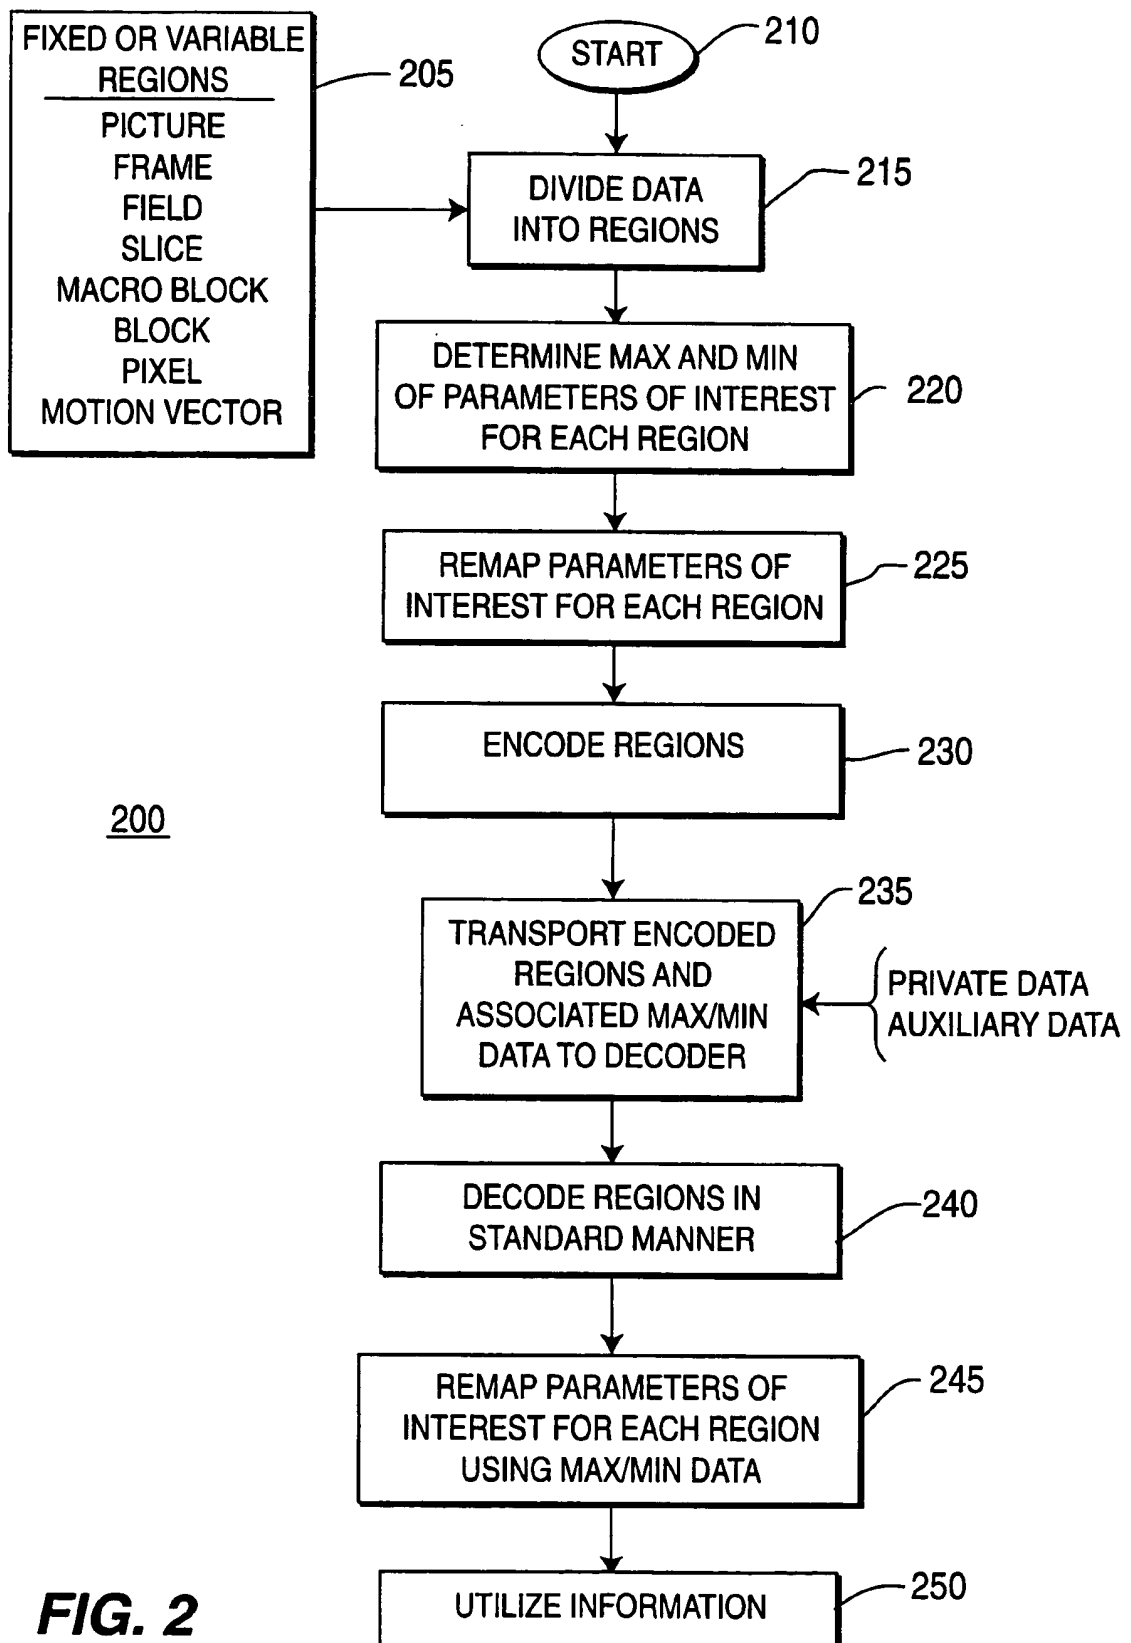 FIXED OR VARIABLE
REGIONS
PICTURE
FRAME
FIELD
SLICE
MACRO BLOCK
BLOCK
PIXEL
MOTION VECTOR
205
START
210
DIVIDE DATA
INTO REGIONS
215
DETERMINE MAX AND MIN
OF PARAMETERS OF INTEREST
FOR EACH REGION
220
REMAP PARAMETERS OF
INTEREST FOR EACH REGION
225
ENCODE REGIONS
230
200
TRANSPORT ENCODED
REGIONS AND
ASSOCIATED MAX/MIN
DATA TO DECODER
235
PRIVATE DATA
AUXILIARY DATA
DECODE REGIONS IN
STANDARD MANNER
240
REMAP PARAMETERS OF
INTEREST FOR EACH REGION
USING MAX/MIN DATA
245
UTILIZE INFORMATION
250
FIG. 2